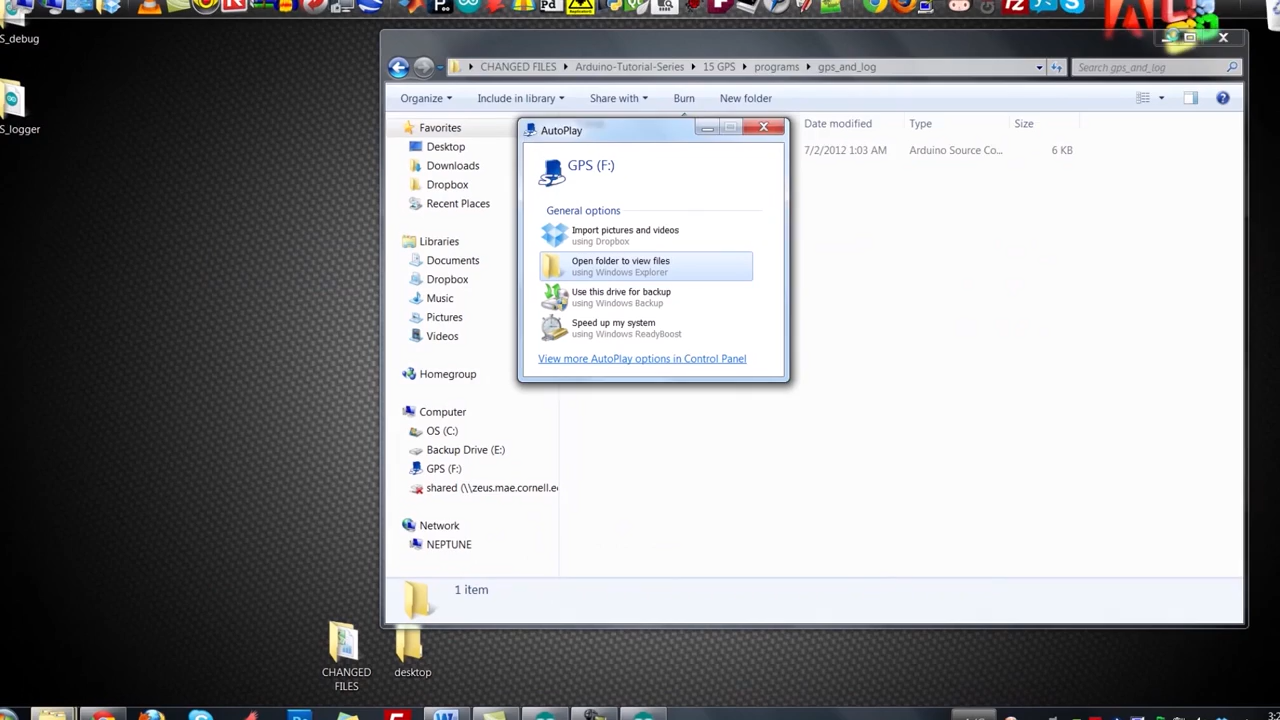 S_debug
S_logger
CHANGED FILES
Arduino-Tutorial-Series
15 GPS
programs
gps_and_log
Search gps_and_log
Organize
Include in library
Share with
Burn
New folder
Favorites
Desktop
Downloads
Dropbox
Recent Places
Libraries
Documents
Dropbox
Music
Pictures
Videos
Homegroup
Computer
OS (C:)
Backup Drive (E:)
GPS (F:)
shared (\\zeus.mae.cornell.e
Network
NEPTUNE
Date modified
Type
Size
7/2/2012 1:03 AM
Arduino Source Co...
6 KB
AutoPlay
GPS (F:)
General options
Import pictures and videos
using Dropbox
Open folder to view files
using Windows Explorer
Use this drive for backup
using Windows Backup
Speed up my system
using Windows ReadyBoost
View more AutoPlay options in Control Panel
1 item
CHANGED
FILES
desktop